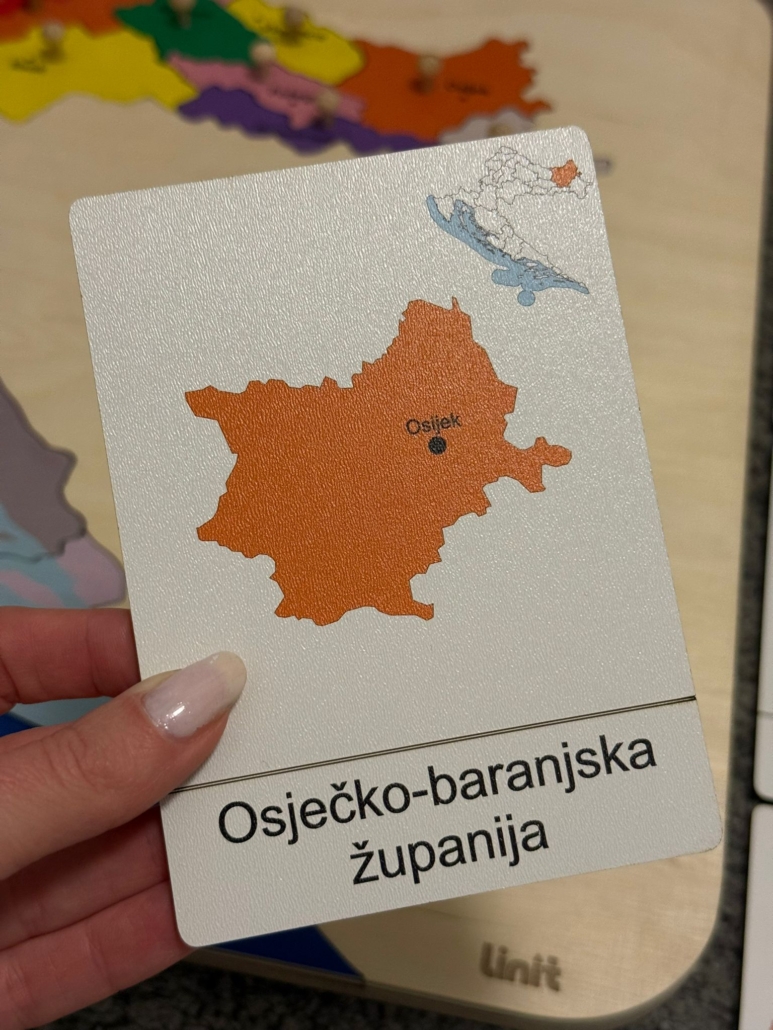 Osijek
Osječko-baranjska
županija
linit